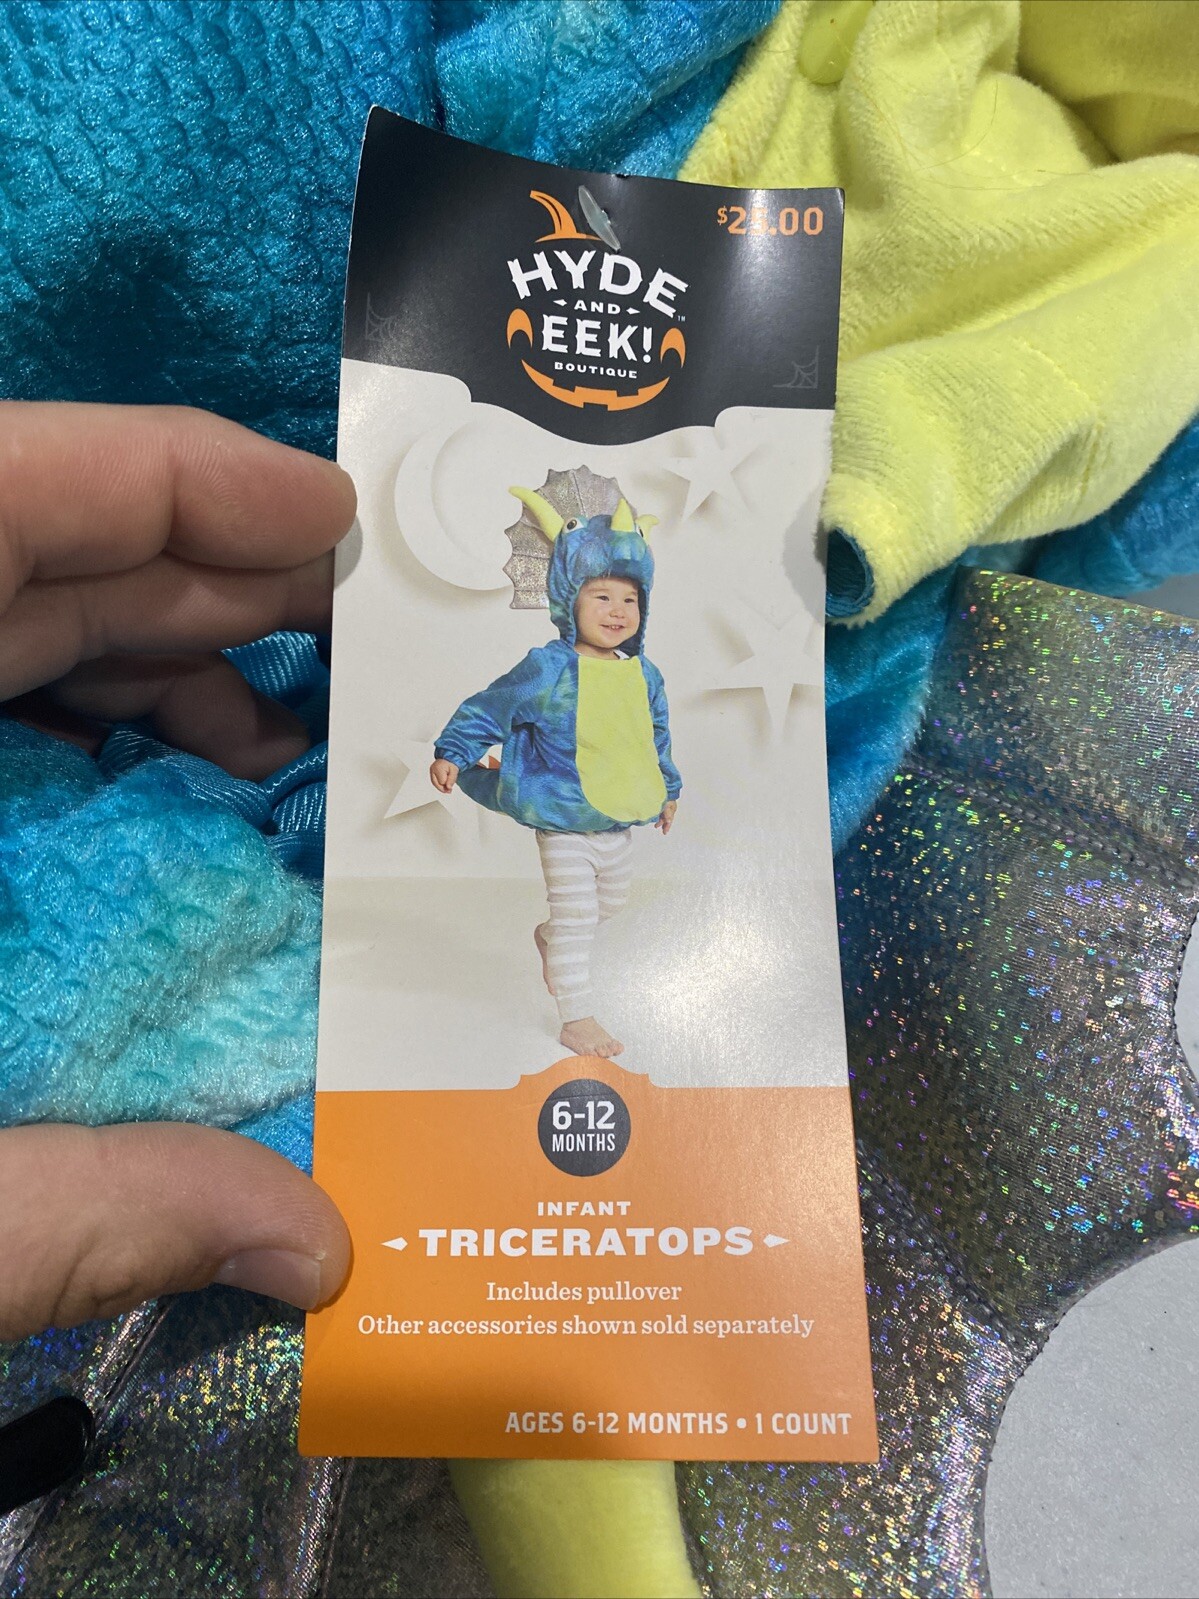 $25.00
HYDE
AND
EEK!
BOUTIQUE
6-12
MONTHS
INFANT
TRICERATOPS
Includes pullover
Other accessories shown sold separately
AGES 6-12 MONTHS • 1 COUNT